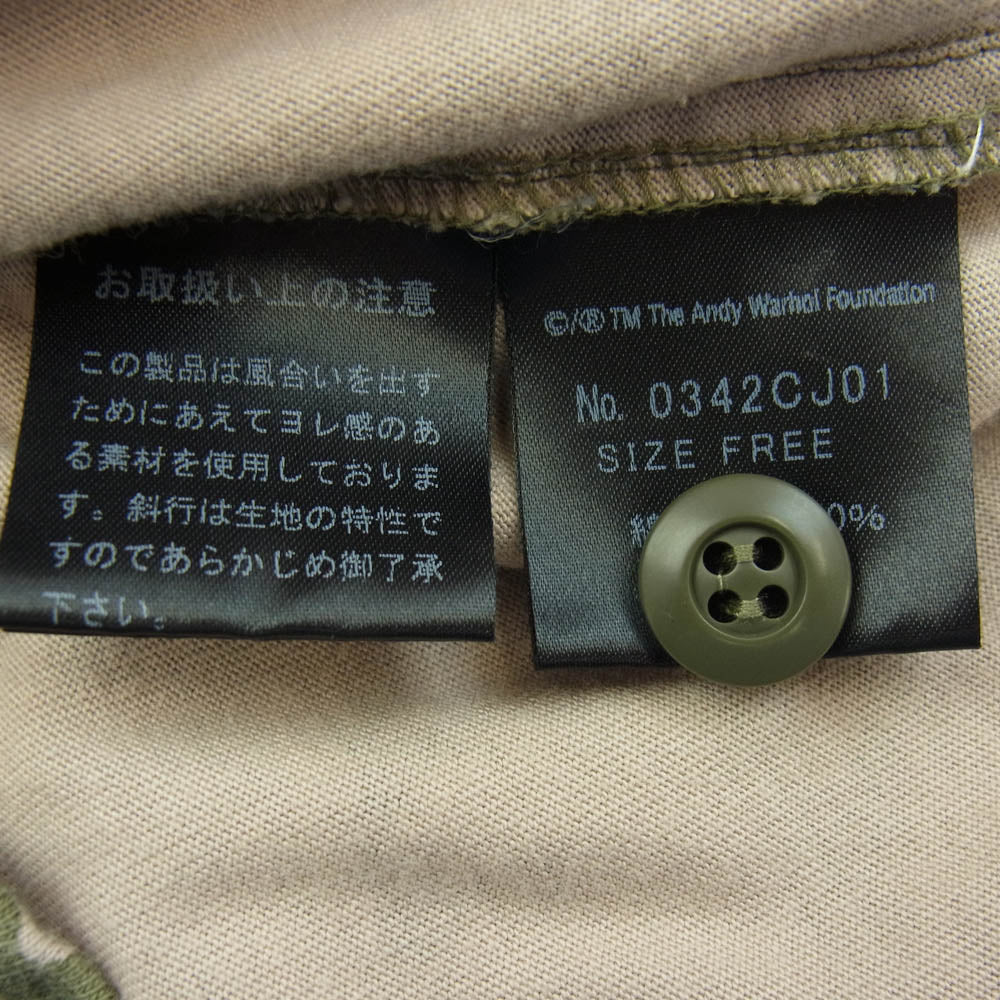 お取扱い上の注意
この製品は風合いを出す
ためにあえてヨレ感のあ
る素材を使用しておりま
す。斜行は生地の特性で
すのであらかじめ御了承
下さい。
©/® TM The Andy Warhol Foundation
No. 0342CJ01
SIZE FREE
綿 0%